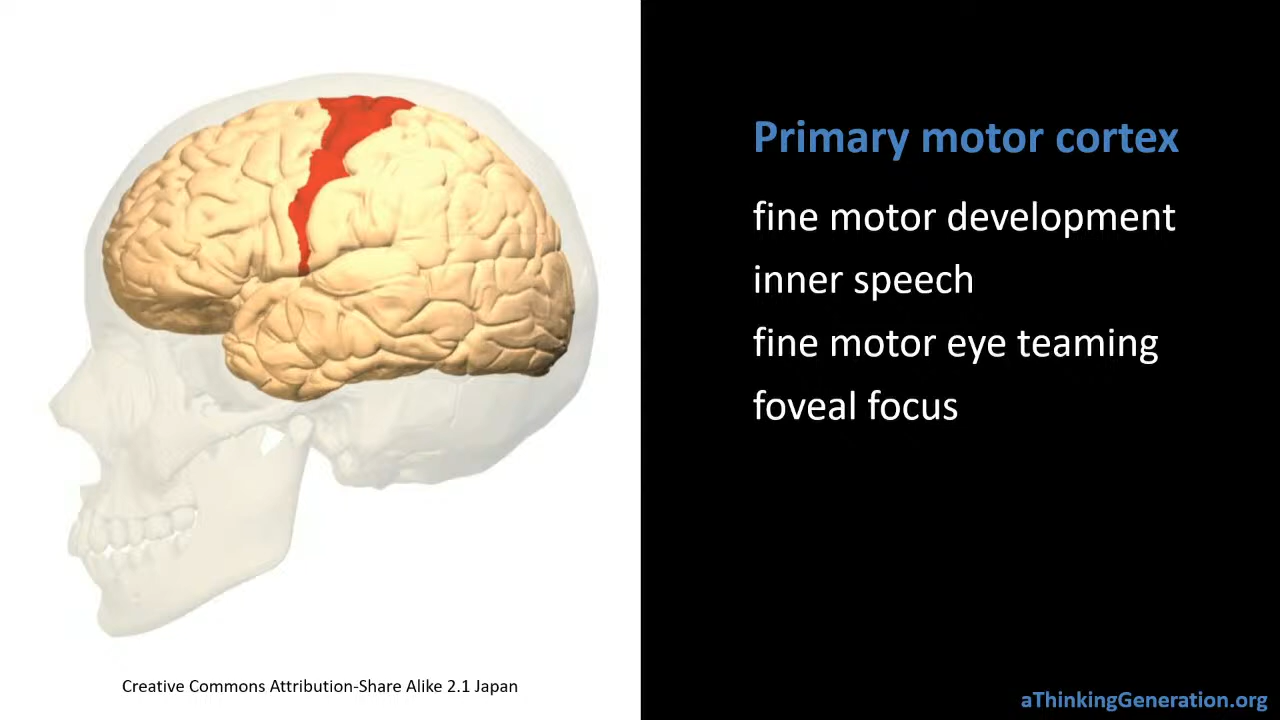 Primary motor cortex
fine motor development
inner speech
fine motor eye teaming
foveal focus
Creative Commons Attribution-Share Alike 2.1 Japan
aThinkingGeneration.org